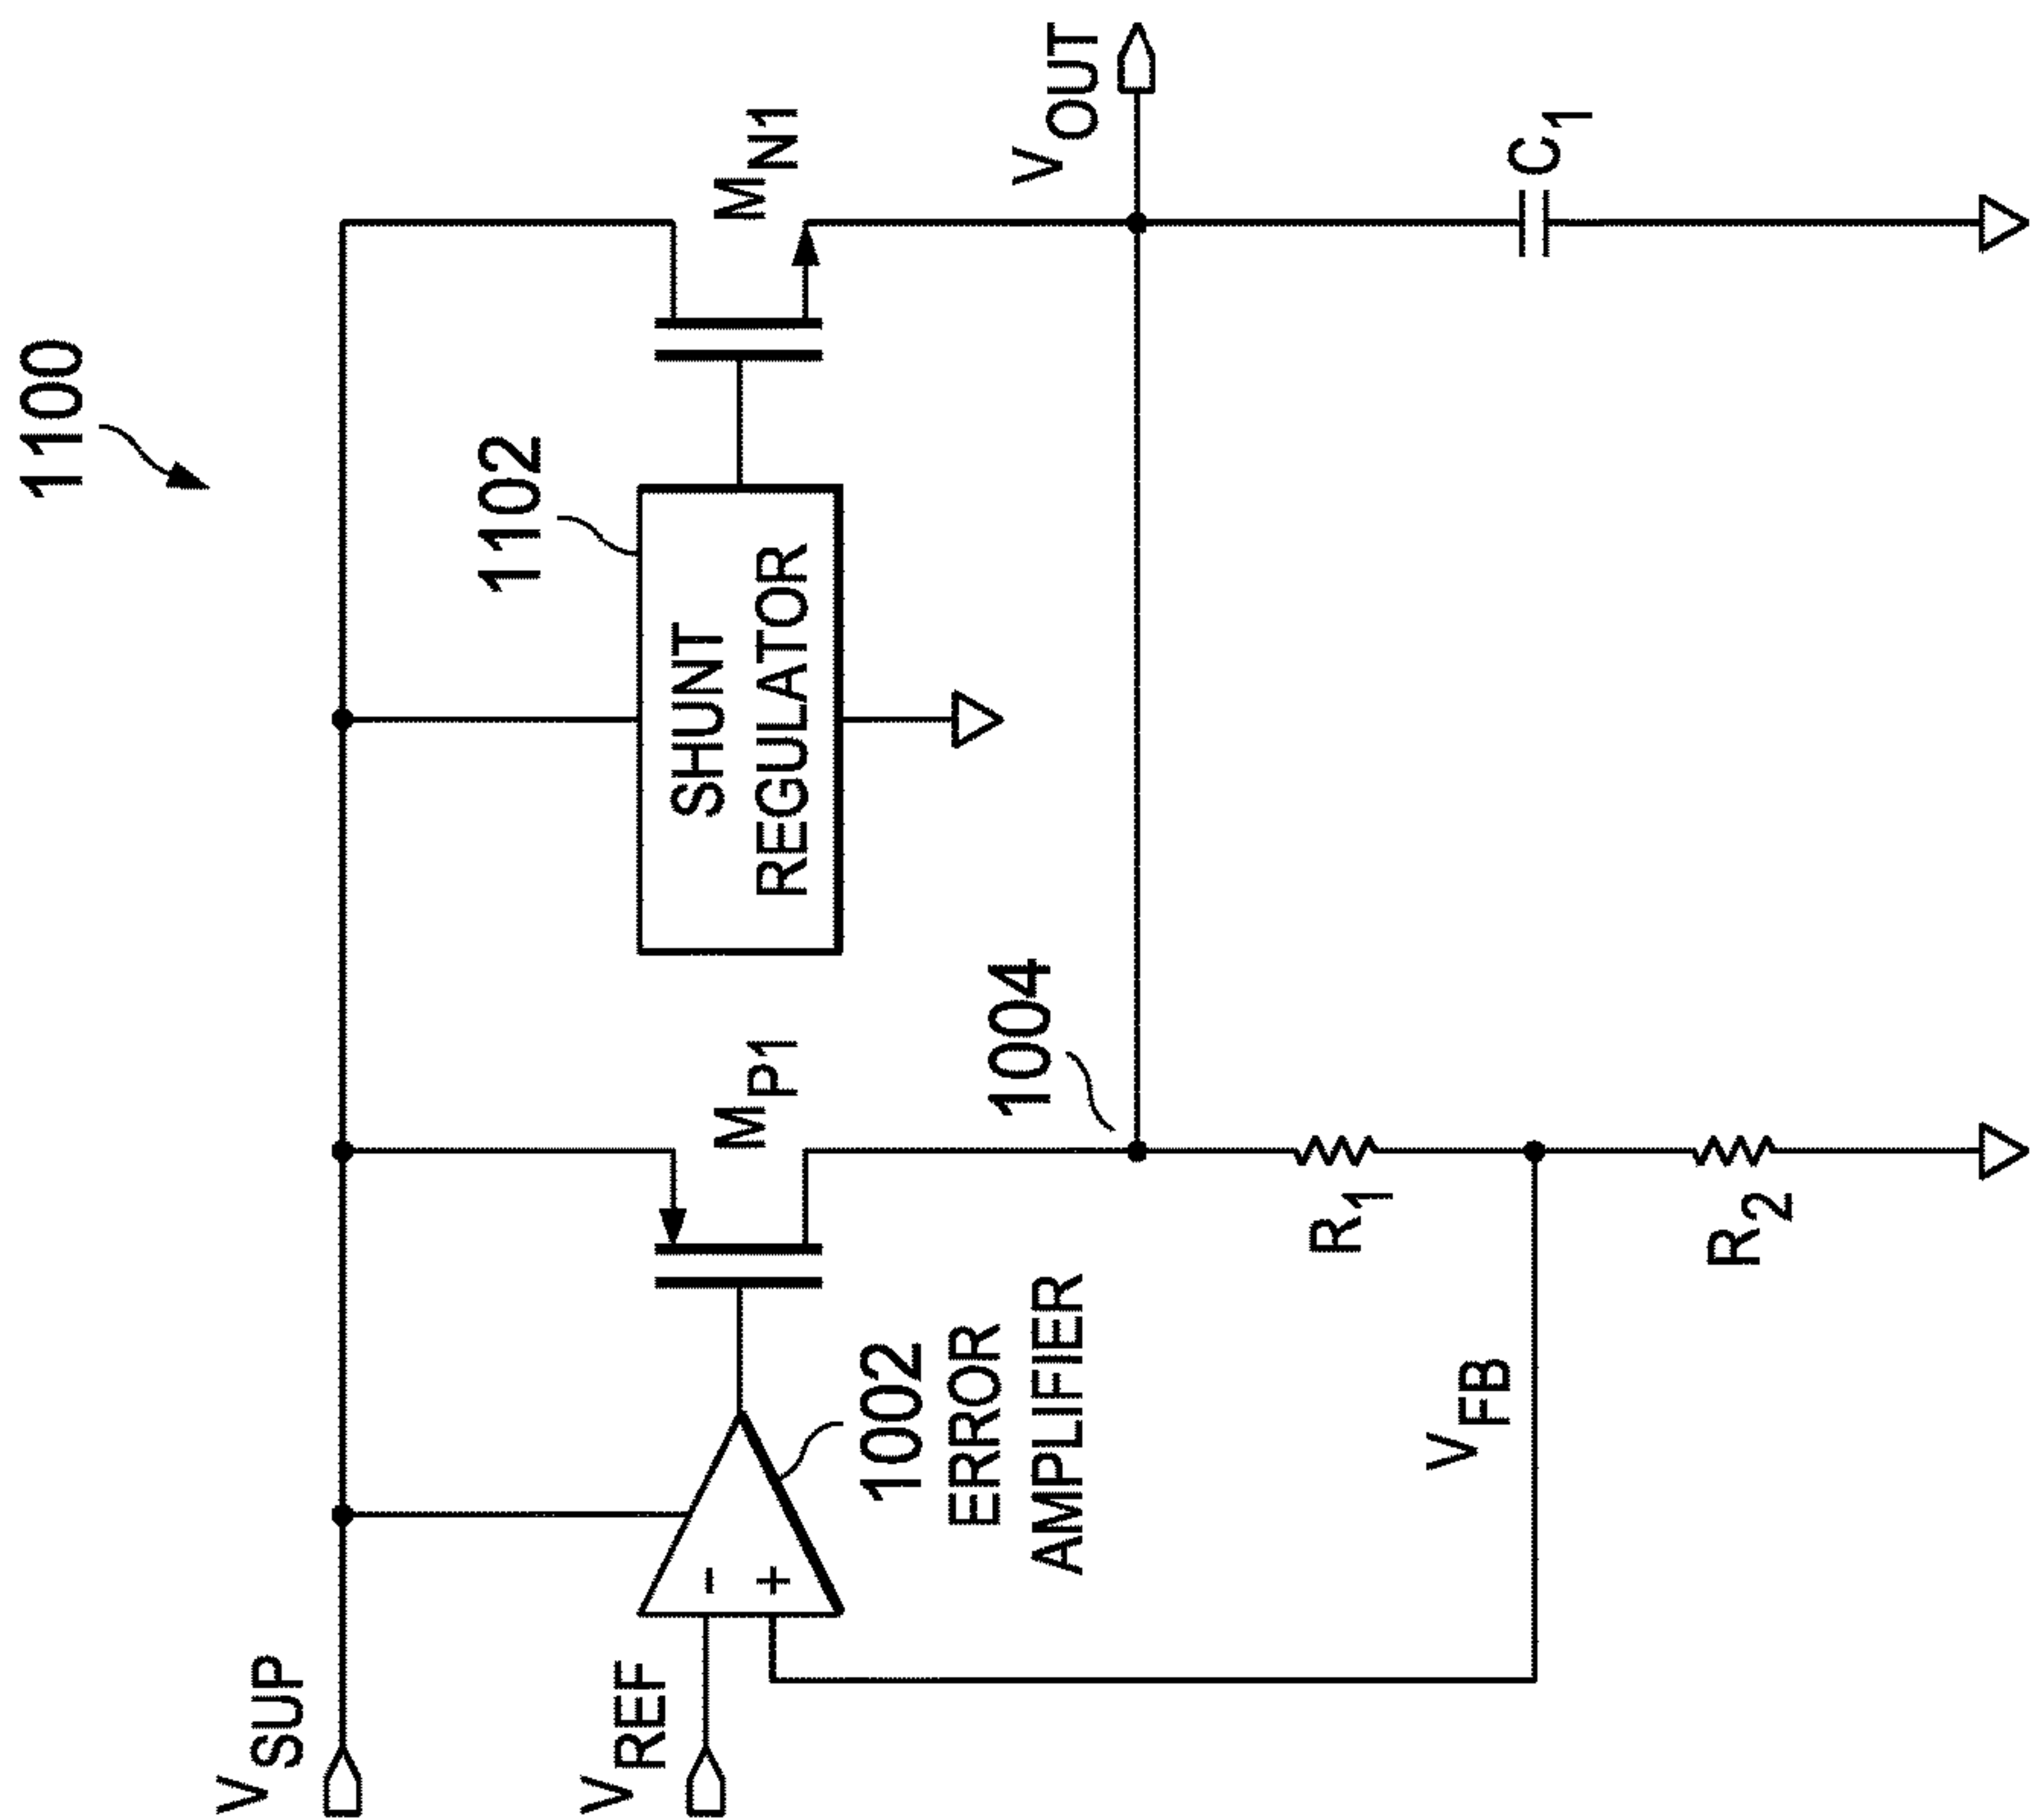 1100
V_SUP
V_REF
1002
ERROR
AMPLIFIER
M_P1
SHUNT
REGULATOR
1102
M_N1
1004
V_OUT
V_FB
R_1
R_2
C_1
-
+